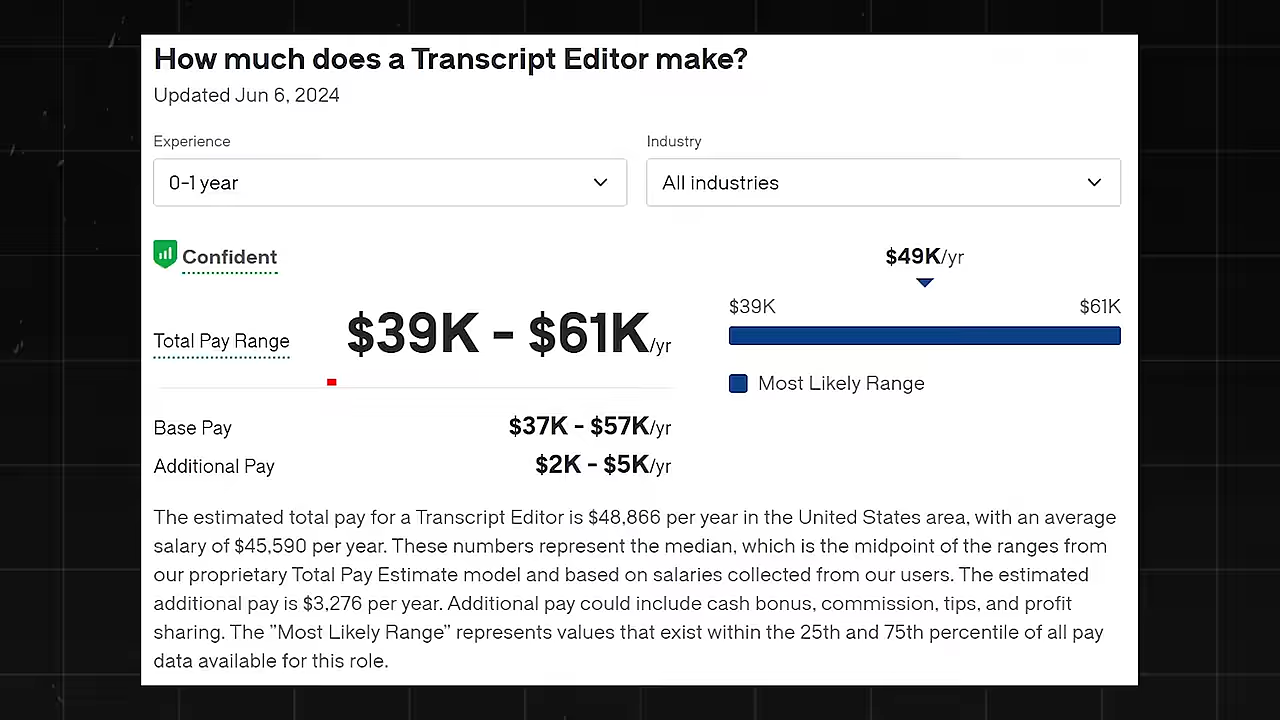 How much does a Transcript Editor make?
Updated Jun 6, 2024
Experience
Industry
0-1 year
All industries
Confident
$49K/yr
$39K
$61K
Total Pay Range
$39K - $61K/yr
Most Likely Range
Base Pay
$37K - $57K/yr
Additional Pay
$2K - $5K/yr
The estimated total pay for a Transcript Editor is $48,866 per year in the United States area, with an average
salary of $45,590 per year. These numbers represent the median, which is the midpoint of the ranges from
our proprietary Total Pay Estimate model and based on salaries collected from our users. The estimated
additional pay is $3,276 per year. Additional pay could include cash bonus, commission, tips, and profit
sharing. The ”Most Likely Range” represents values that exist within the 25th and 75th percentile of all pay
data available for this role.